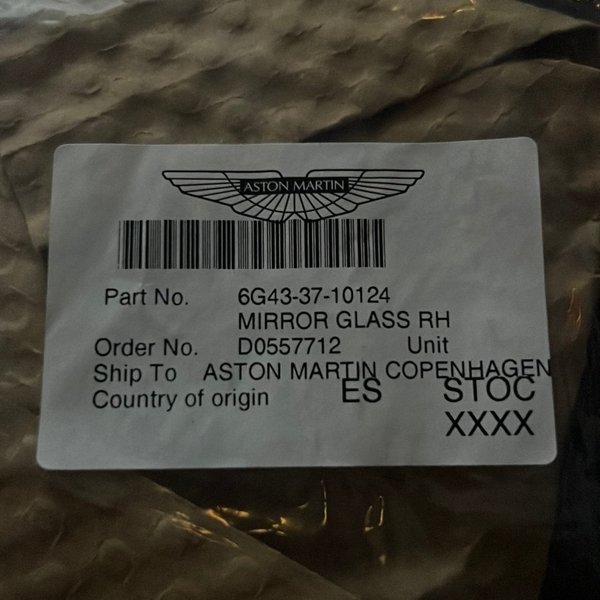 ASTON MARTIN
Part No. 6G43-37-10124
MIRROR GLASS RH
Order No. D0557712 Unit
Ship To ASTON MARTIN COPENHAGEN
Country of origin ES STOC
XXXX